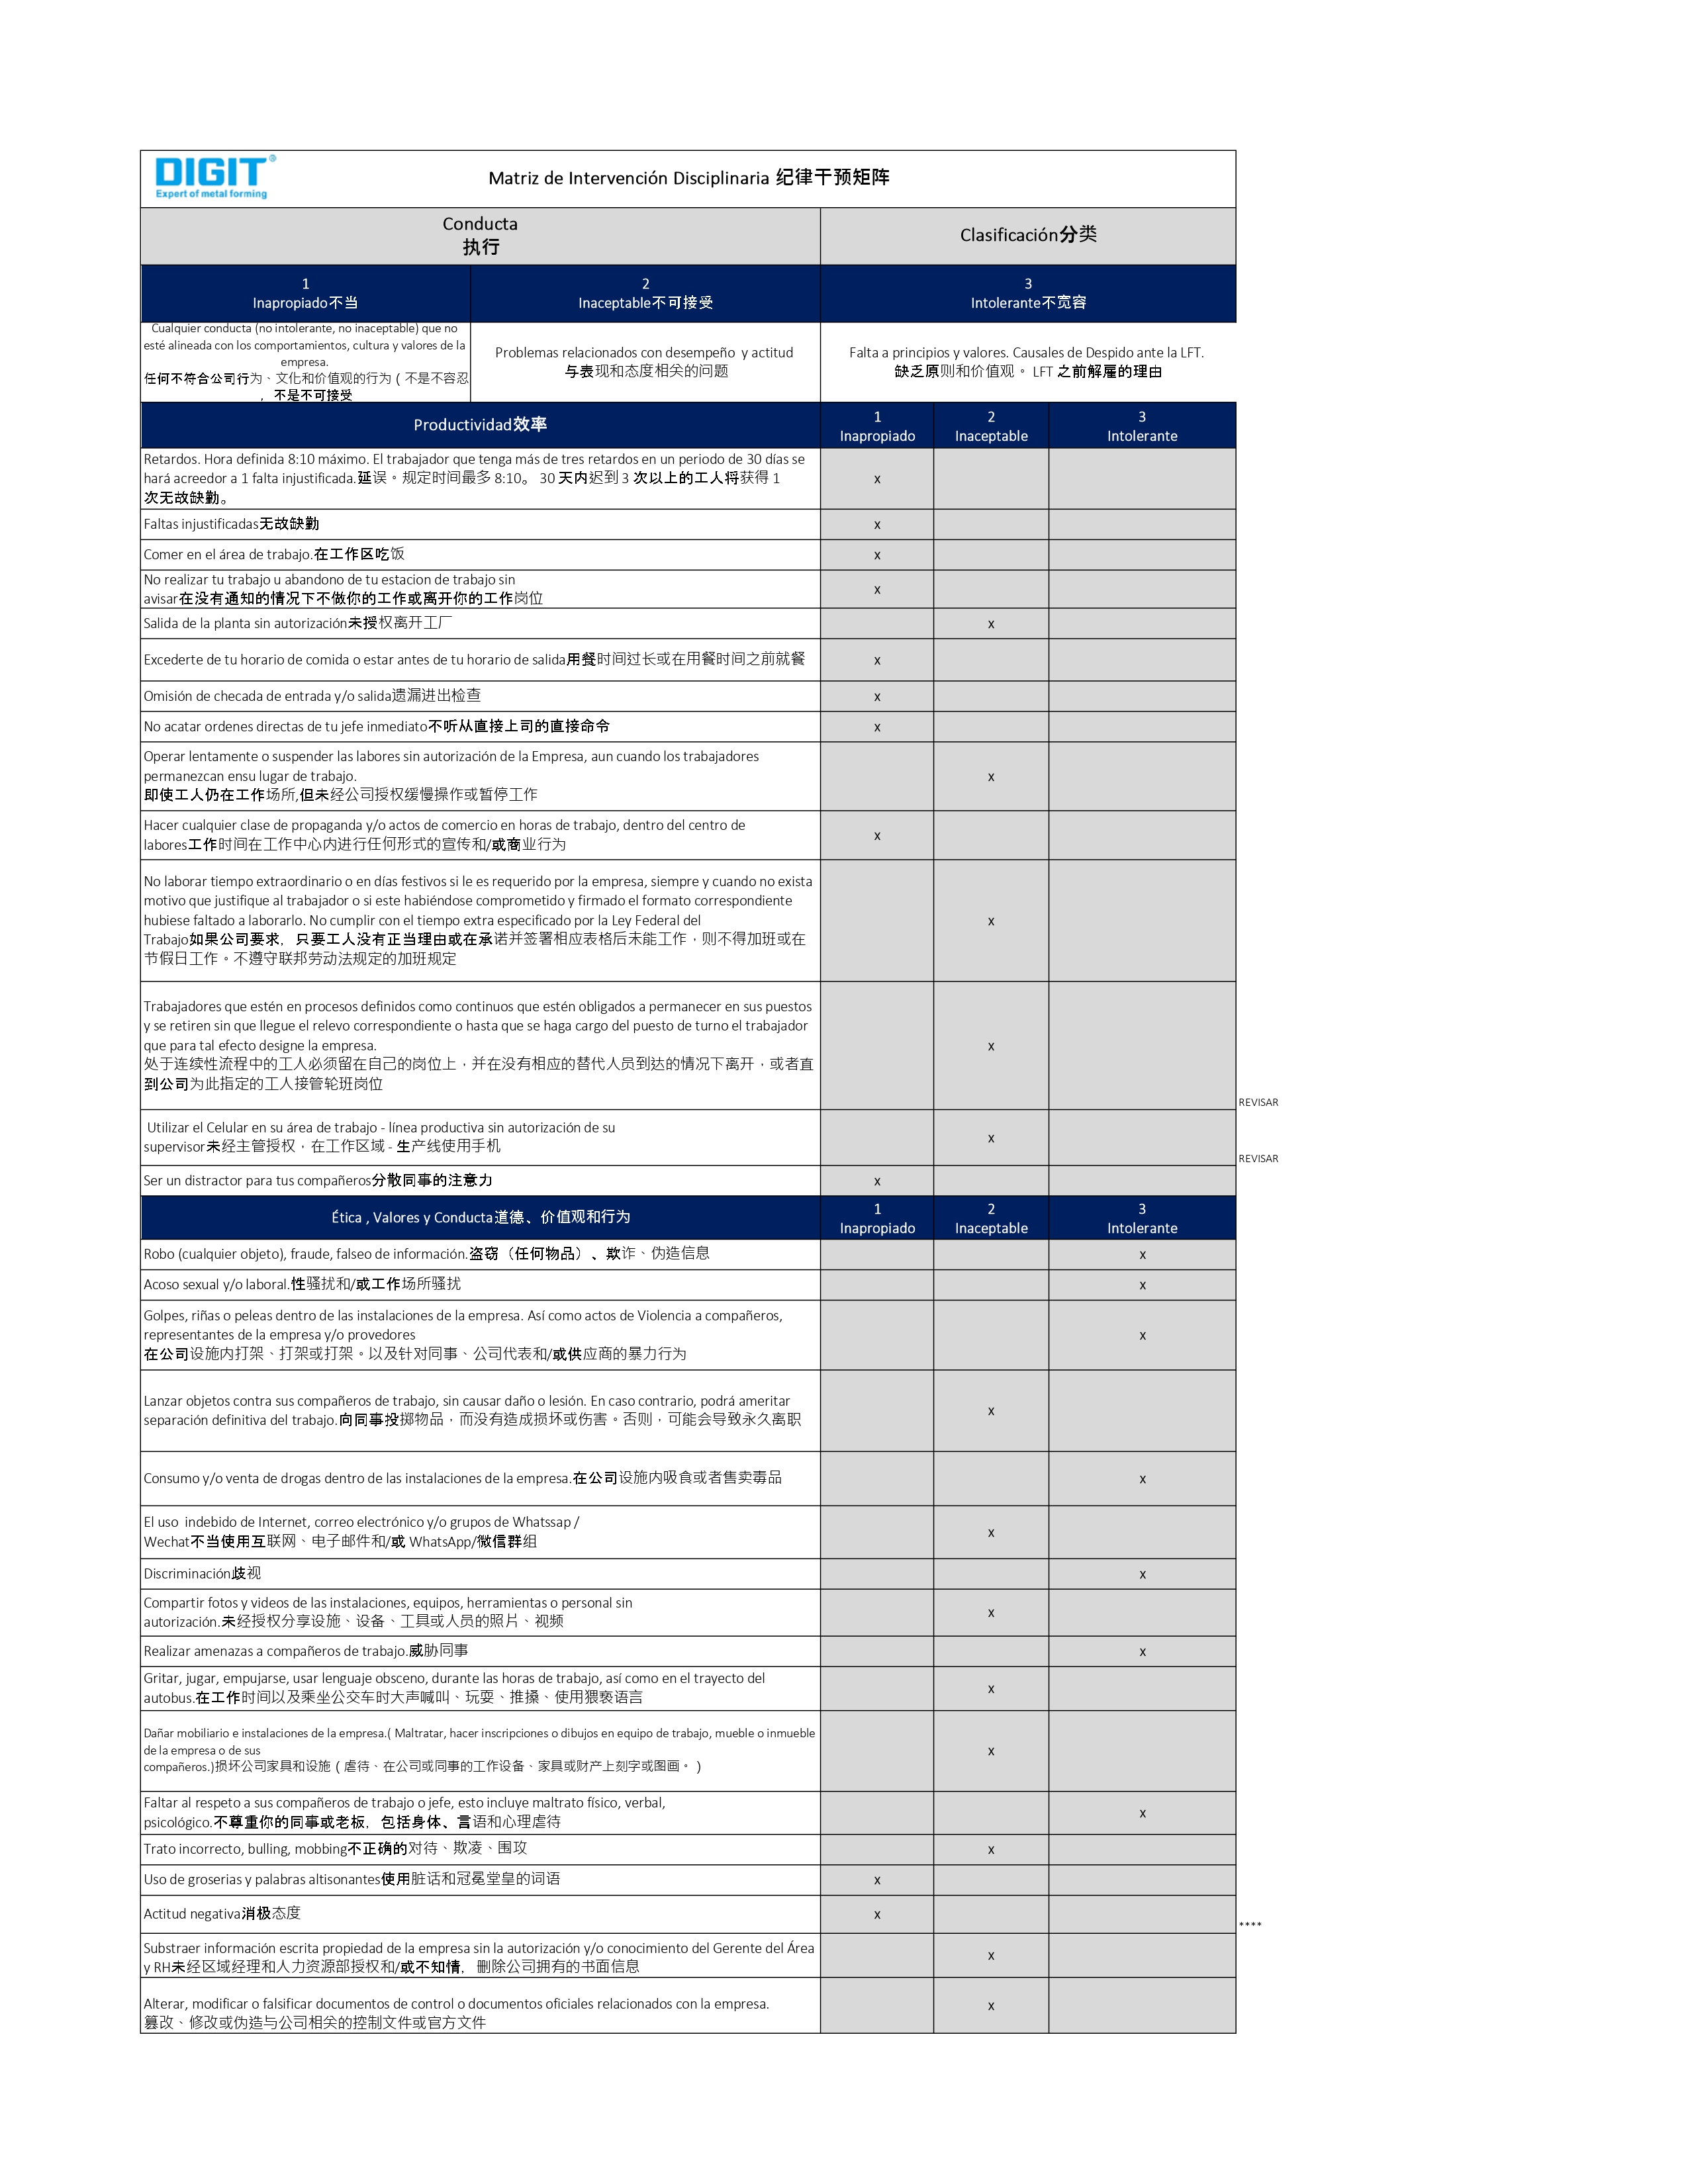 DIGIT®
Expert of metal forming
Matriz de Intervención Disciplinaria 纪律干预矩阵
Conducta
执行
Clasificación分类
1
Inapropiado不当
2
Inaceptable不可接受
3
Intolerante不宽容
Cualquier conducta (no intolerante, no inaceptable) que no
esté alineada con los comportamientos, cultura y valores de la
empresa.
任何不符合公司行为、文化和价值观的行为（不是不容忍
，不是不可接受
Problemas relacionados con desempeño y actitud
与表现和态度相关的问题
Falta a principios y valores. Causales de Despido ante la LFT.
缺乏原则和价值观。 LFT 之前解雇的理由
Productividad效率
1
Inapropiado
2
Inaceptable
3
Intolerante
Retardos. Hora definida 8:10 máximo. El trabajador que tenga más de tres retardos en un periodo de 30 días se
hará acreedor a 1 falta injustificada.延误。规定时间最多 8:10。 30 天内迟到 3 次以上的工人将获得 1
次无故缺勤。
x
Faltas injustificadas无故缺勤
x
Comer en el área de trabajo.在工作区吃饭
x
No realizar tu trabajo u abandono de tu estacion de trabajo sin
avisar在没有通知的情况下不做你的工作或离开你的工作岗位
x
Salida de la planta sin autorización未授权离开工厂
x
Excederte de tu horario de comida o estar antes de tu horario de salida用餐时间过长或在用餐时间之前就餐
x
Omisión de checada de entrada y/o salida遗漏进出检查
x
No acatar ordenes directas de tu jefe inmediato不听从直接上司的直接命令
x
Operar lentamente o suspender las labores sin autorización de la Empresa, aun cuando los trabajadores
permanezcan ensu lugar de trabajo.
即使工人仍在工作场所,但未经公司授权缓慢操作或暂停工作
x
Hacer cualquier clase de propaganda y/o actos de comercio en horas de trabajo, dentro del centro de
labores工作时间在工作中心内进行任何形式的宣传和/或商业行为
x
No laborar tiempo extraordinario o en días festivos si le es requerido por la empresa, siempre y cuando no exista
motivo que justifique al trabajador o si este habiéndose comprometido y firmado el formato correspondiente
hubiese faltado a laborarlo. No cumplir con el tiempo extra especificado por la Ley Federal del
Trabajo如果公司要求，只要工人没有正当理由或在承诺并签署相应表格后未能工作，则不得加班或在
节假日工作。不遵守联邦劳动法规定的加班规定
x
Trabajadores que estén en procesos definidos como continuos que estén obligados a permanecer en sus puestos
y se retiren sin que llegue el relevo correspondiente o hasta que se haga cargo del puesto de turno el trabajador
que para tal efecto designe la empresa.
处于连续性流程中的工人必须留在自己的岗位上，并在没有相应的替代人员到达的情况下离开，或者直
到公司为此指定的工人接管轮班岗位
x
REVISAR
Utilizar el Celular en su área de trabajo - línea productiva sin autorización de su
supervisor未经主管授权，在工作区域 - 生产线使用手机
x
REVISAR
Ser un distractor para tus compañeros分散同事的注意力
x
Ética , Valores y Conducta道德、价值观和行为
1
Inapropiado
2
Inaceptable
3
Intolerante
Robo (cualquier objeto), fraude, falseo de información.盗窃（任何物品）、欺诈、伪造信息
x
Acoso sexual y/o laboral.性骚扰和/或工作场所骚扰
x
Golpes, riñas o peleas dentro de las instalaciones de la empresa. Así como actos de Violencia a compañeros,
representantes de la empresa y/o provedores
在公司设施内打架、打架或打架。以及针对同事、公司代表和/或供应商的暴力行为
x
Lanzar objetos contra sus compañeros de trabajo, sin causar daño o lesión. En caso contrario, podrá ameritar
separación definitiva del trabajo.向同事投掷物品，而没有造成损坏或伤害。否则，可能会导致永久离职
x
Consumo y/o venta de drogas dentro de las instalaciones de la empresa.在公司设施内吸食或者售卖毒品
x
El uso indebido de Internet, correo electrónico y/o grupos de Whatssap /
Wechat不当使用互联网、电子邮件和/或 WhatsApp/微信群组
x
Discriminación歧视
x
Compartir fotos y videos de las instalaciones, equipos, herramientas o personal sin
autorización.未经授权分享设施、设备、工具或人员的照片、视频
x
Realizar amenazas a compañeros de trabajo.威胁同事
x
Gritar, jugar, empujarse, usar lenguaje obsceno, durante las horas de trabajo, así como en el trayecto del
autobus.在工作时间以及乘坐公交车时大声喊叫、玩耍、推搡、使用猥亵语言
x
Dañar mobiliario e instalaciones de la empresa.( Maltratar, hacer inscripciones o dibujos en equipo de trabajo, mueble o inmueble
de la empresa o de sus
compañeros.)损坏公司家具和设施（虐待、在公司或同事的工作设备、家具或财产上刻字或图画。）
x
Faltar al respeto a sus compañeros de trabajo o jefe, esto incluye maltrato físico, verbal,
psicológico.不尊重你的同事或老板，包括身体、言语和心理虐待
x
Trato incorrecto, bulling, mobbing不正确的对待、欺凌、围攻
x
Uso de groserias y palabras altisonantes使用脏话和冠冕堂皇的词语
x
Actitud negativa消极态度
x
****
Substraer información escrita propiedad de la empresa sin la autorización y/o conocimiento del Gerente del Área
y RH未经区域经理和人力资源部授权和/或不知情，删除公司拥有的书面信息
x
Alterar, modificar o falsificar documentos de control o documentos oficiales relacionados con la empresa.
篡改、修改或伪造与公司相关的控制文件或官方文件
x